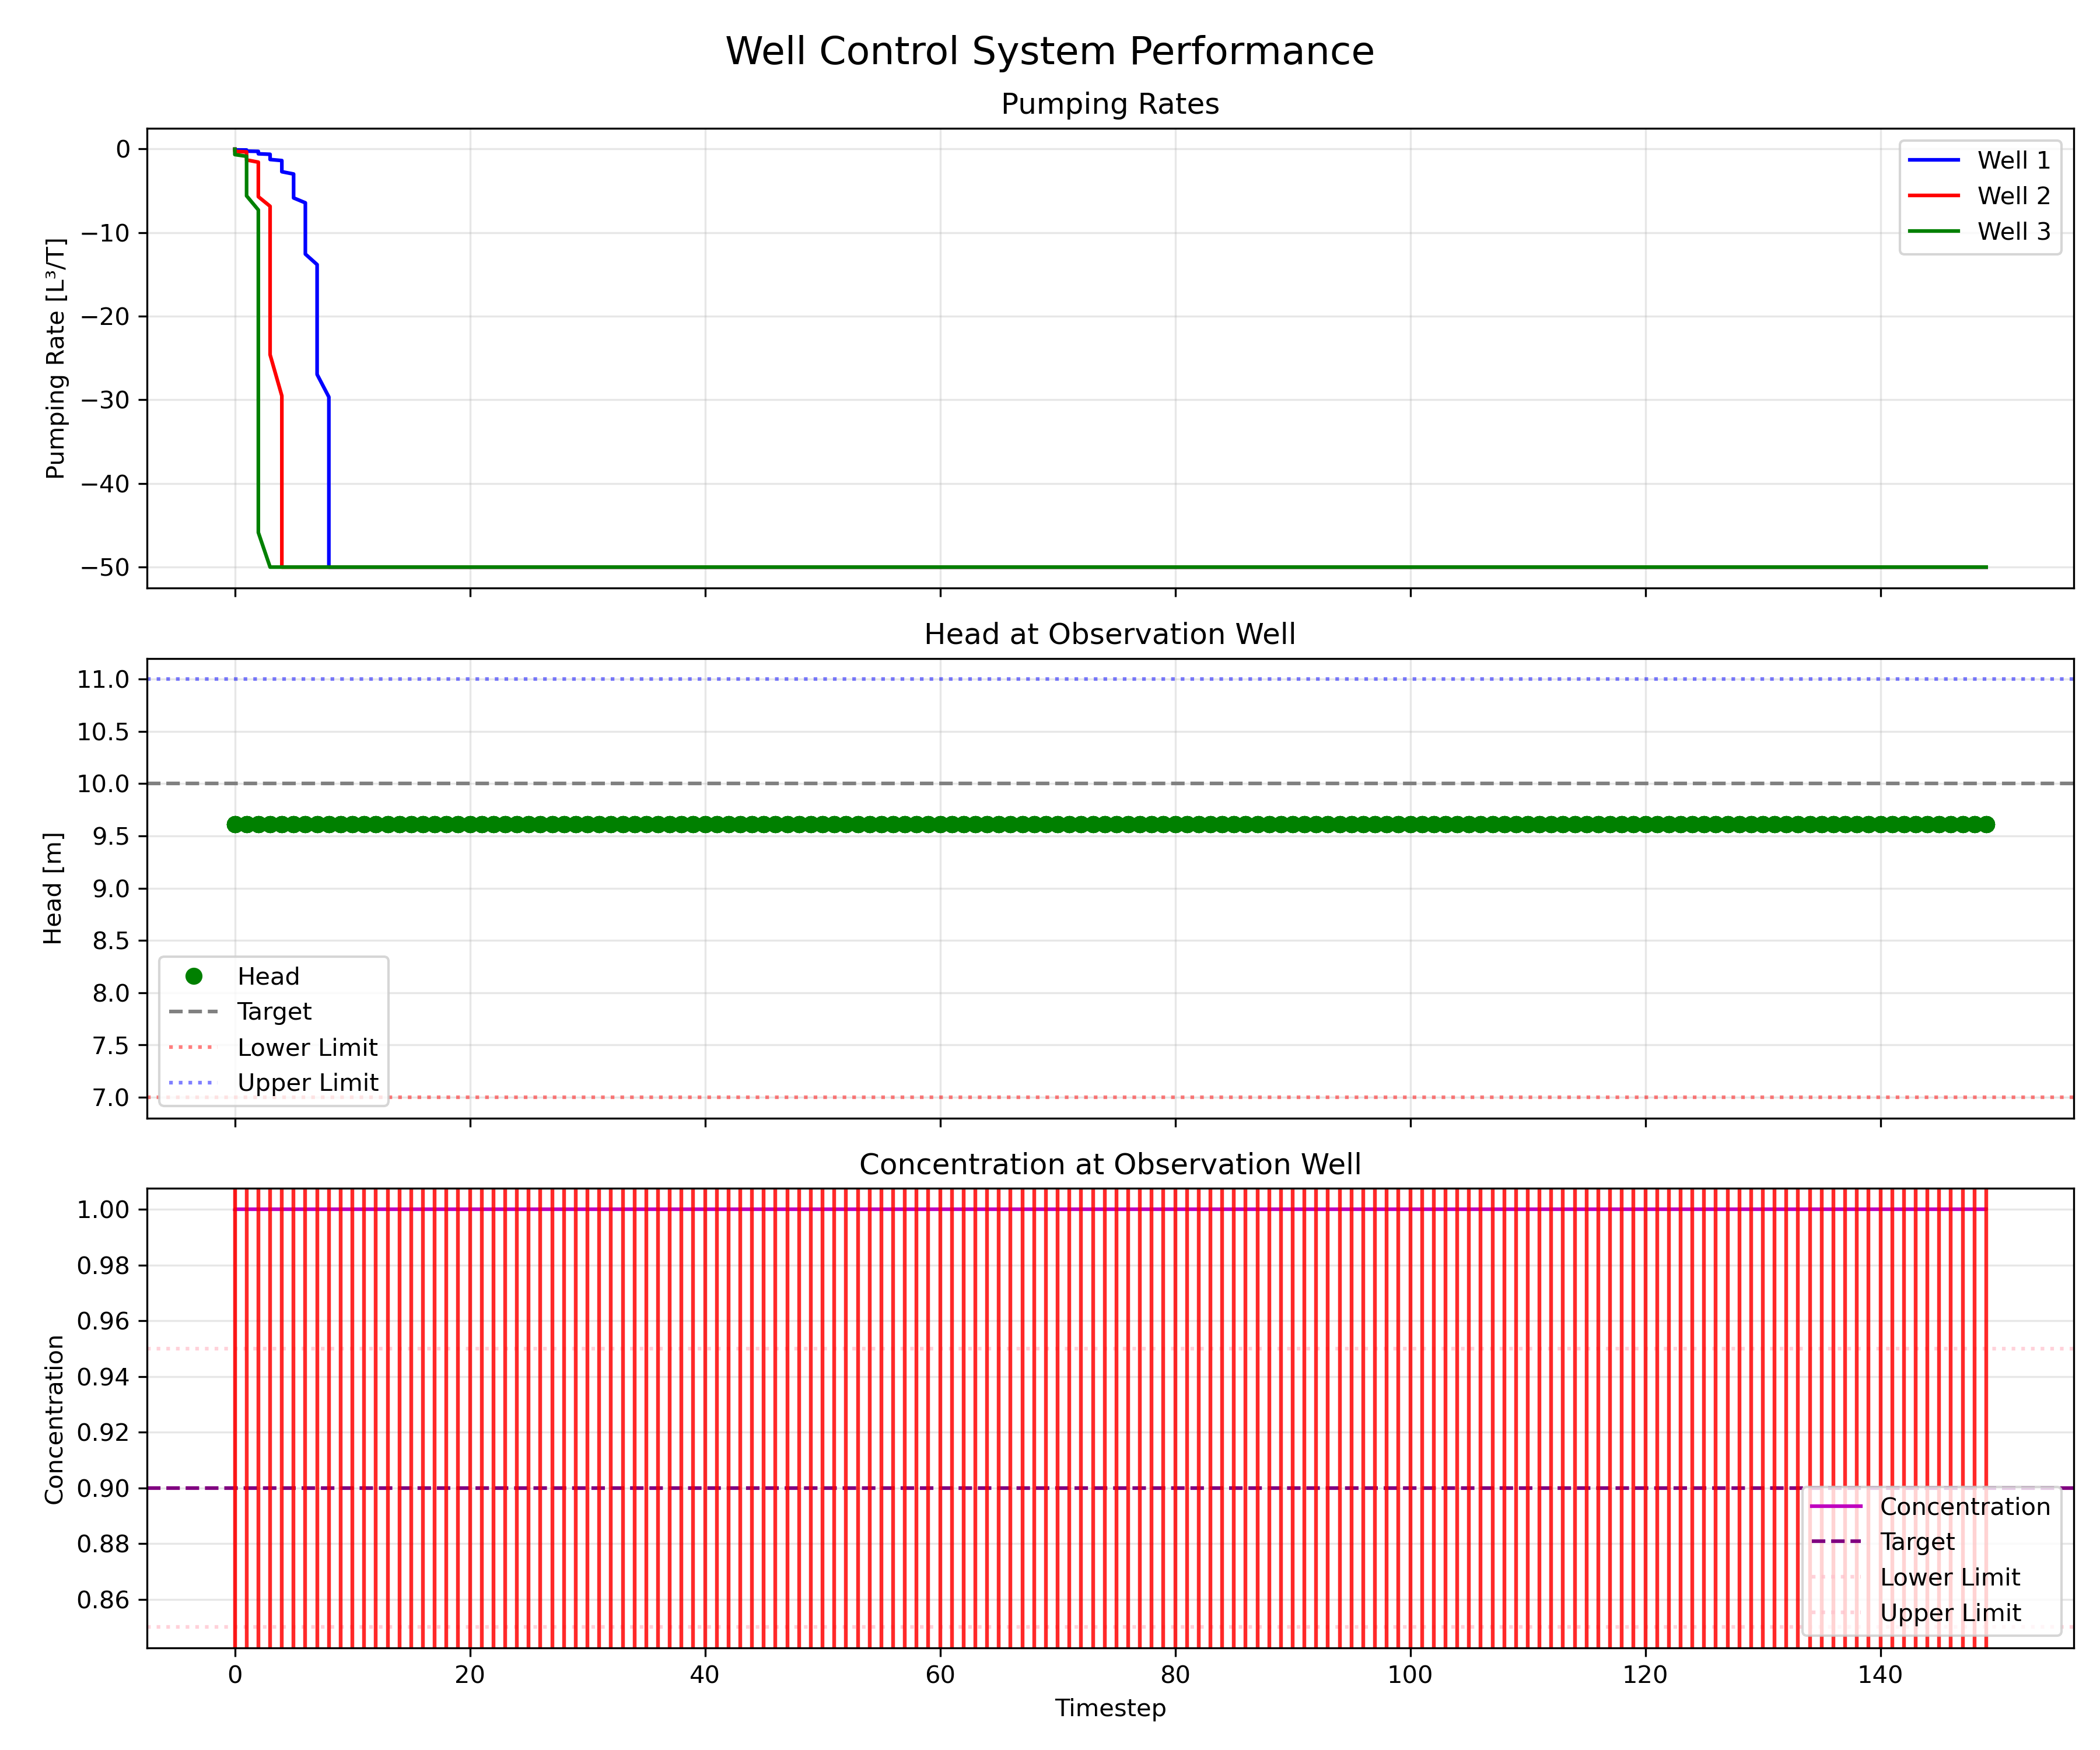 Well Control System Performance
Pumping Rates
Pumping Rate [L³/T]
0
−10
−20
−30
−40
−50
Well 1
Well 2
Well 3
Head at Observation Well
Head [m]
11.0
10.5
10.0
9.5
9.0
8.5
8.0
7.5
7.0
Head
Target
Lower Limit
Upper Limit
Concentration at Observation Well
Concentration
1.00
0.98
0.96
0.94
0.92
0.90
0.88
0.86
Concentration
Target
Lower Limit
Upper Limit
0 20 40 60 80 100 120 140
Timestep